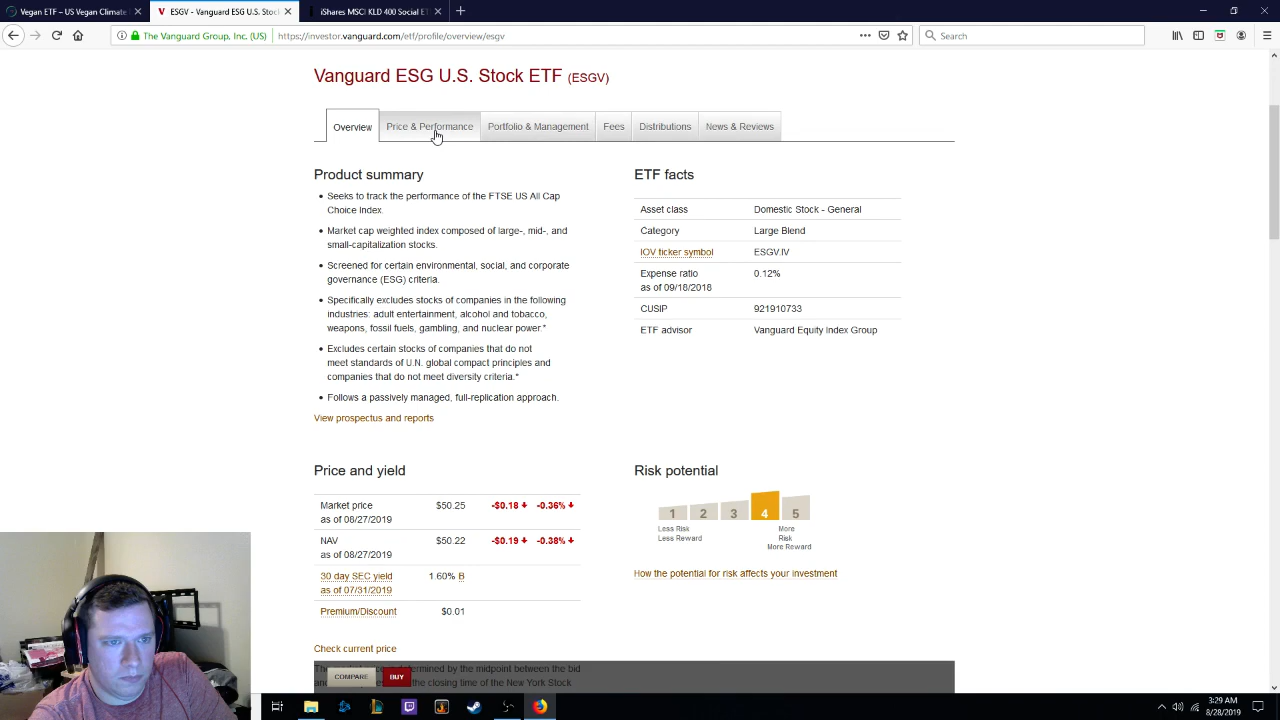 Vegan ETF – US Vegan Climate
ESGV - Vanguard ESG U.S. Stoc
iShares MSCI KLD 400 Social ET
The Vanguard Group, Inc. (US)
https://investor.vanguard.com/etf/profile/overview/esgv
Search
Vanguard ESG U.S. Stock ETF (ESGV)
Overview
Price & Performance
Portfolio & Management
Fees
Distributions
News & Reviews
Product summary
Seeks to track the performance of the FTSE US All Cap
Choice Index.
Market cap weighted index composed of large-, mid-, and
small-capitalization stocks.
Screened for certain environmental, social, and corporate
governance (ESG) criteria.
Specifically excludes stocks of companies in the following
industries: adult entertainment, alcohol and tobacco,
weapons, fossil fuels, gambling, and nuclear power.*
Excludes certain stocks of companies that do not
meet standards of U.N. global compact principles and
companies that do not meet diversity criteria.*
Follows a passively managed, full-replication approach.
View prospectus and reports
ETF facts
Asset class Domestic Stock - General
Category Large Blend
IOV ticker symbol ESGV.IV
Expense ratio 0.12%
as of 09/18/2018
CUSIP 921910733
ETF advisor Vanguard Equity Index Group
Price and yield
Market price $50.25 -$0.18 -0.36%
as of 08/27/2019
NAV $50.22 -$0.19 -0.38%
as of 08/27/2019
30 day SEC yield 1.60% B
as of 07/31/2019
Premium/Discount $0.01
Check current price
Risk potential
1 2 3 4 5
Less Risk
Less Reward
More
Risk
More Reward
How the potential for risk affects your investment
determined by the midpoint between the bid
the closing time of the New York Stock
COMPARE
BUY
3:29 AM
8/28/2019